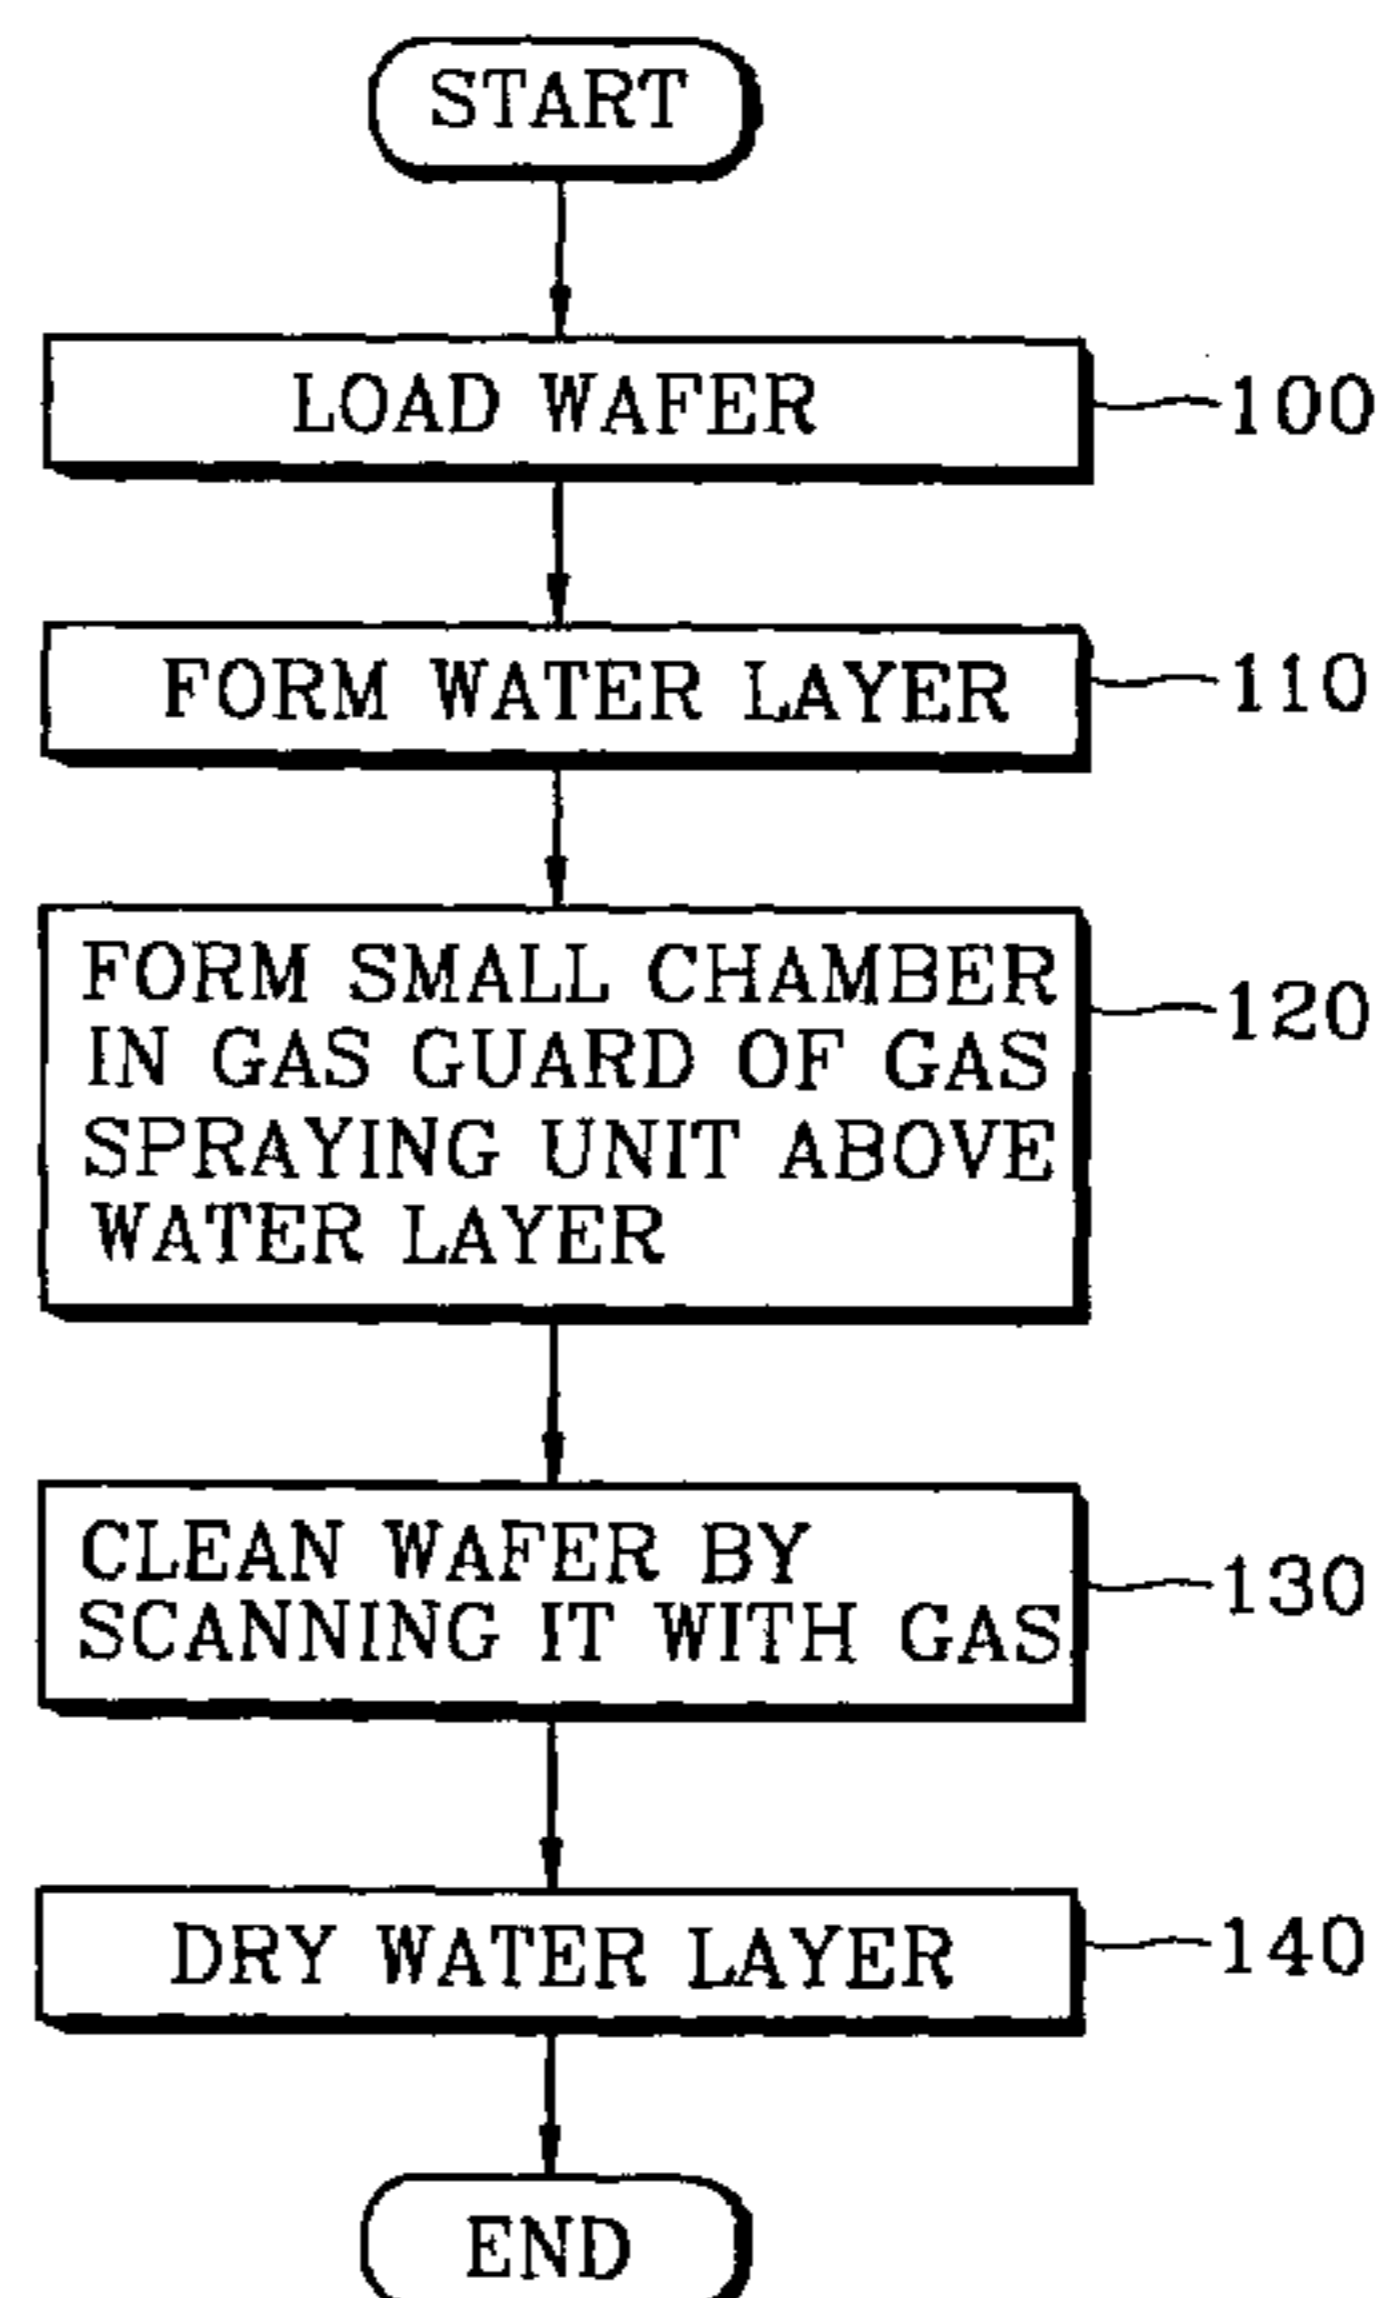 START
LOAD WAFER
100
FORM WATER LAYER
110
FORM SMALL CHAMBER
IN GAS GUARD OF GAS
SPRAYING UNIT ABOVE
WATER LAYER
120
CLEAN WAFER BY
SCANNING IT WITH GAS
130
DRY WATER LAYER
140
END